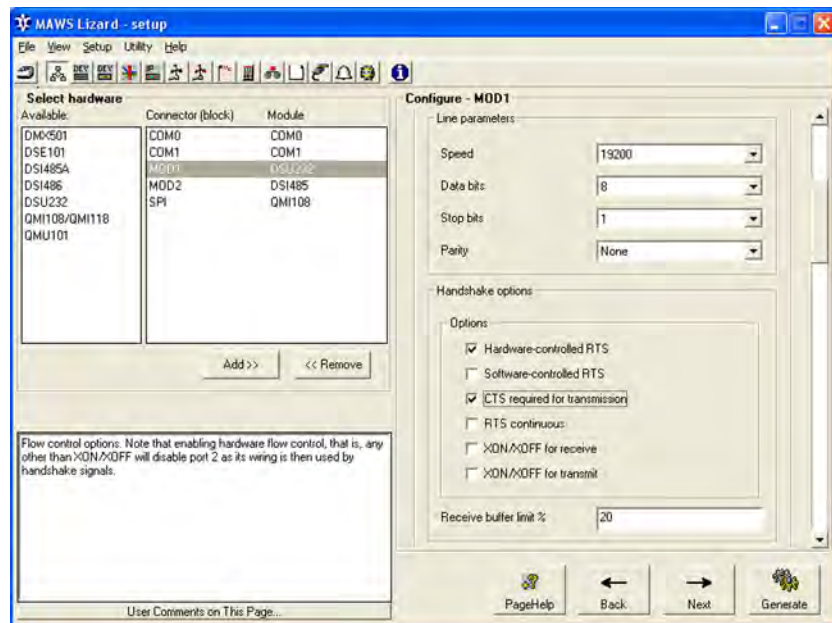 MAWS Lizard - setup
File View Setup Utility Help
Select hardware
Available: Connector (block) Module
DMX501 COM0 COM0
DSE101 COM1 COM1
DSI485A MOD1 DSU232
DSI486 MOD2 DSI485
DSU232 SPI QMI108
QMI108/QMI118
QMU101
Add >> << Remove
Flow control options. Note that enabling hardware flow control, that is, any
other than XON/XOFF will disable port 2 as its wiring is then used by
handshake signals.
User Comments on This Page...
Configure - MOD1
Line parameters
Speed 19200
Data bits 8
Stop bits 1
Parity None
Handshake options
Options
Hardware-controlled RTS
Software-controlled RTS
CTS required for transmission
RTS continuous
XON/XOFF for receive
XON/XOFF for transmit
Receive buffer limit % 20
PageHelp Back Next Generate